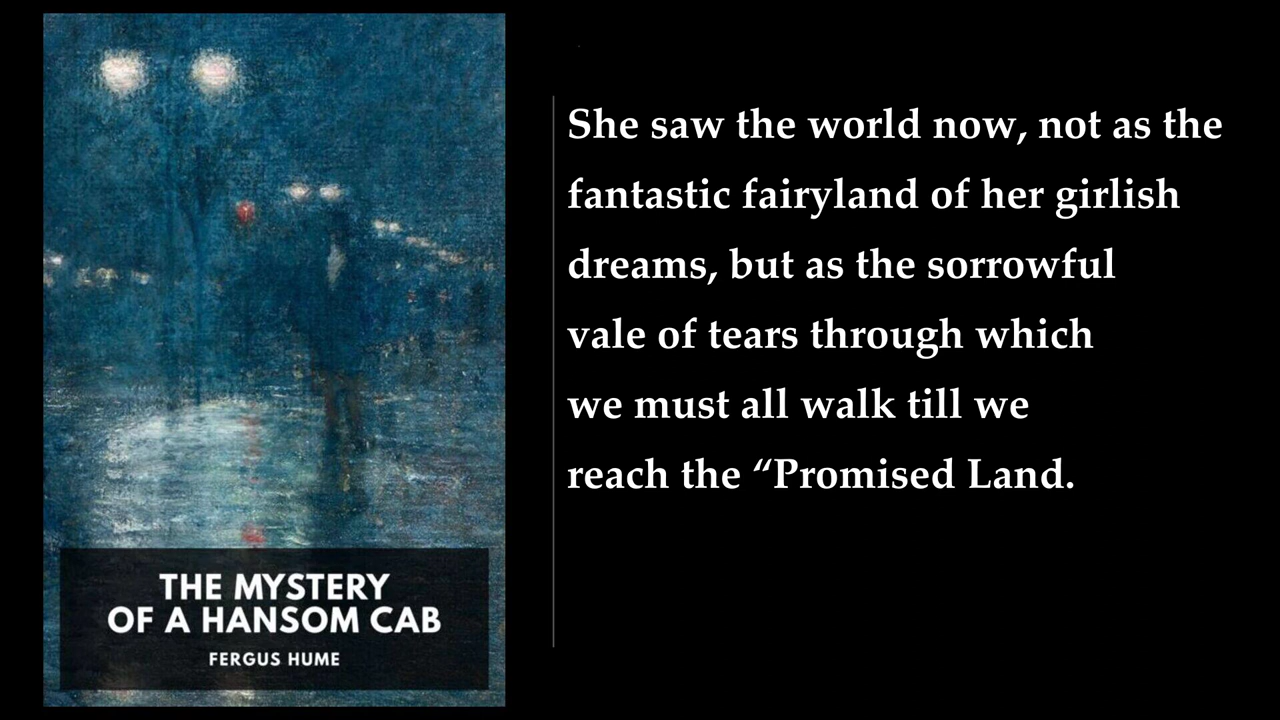 She saw the world now, not as the
fantastic fairyland of her girlish
dreams, but as the sorrowful
vale of tears through which
we must all walk till we
reach the “Promised Land.
THE MYSTERY
OF A HANSOM CAB
FERGUS HUME